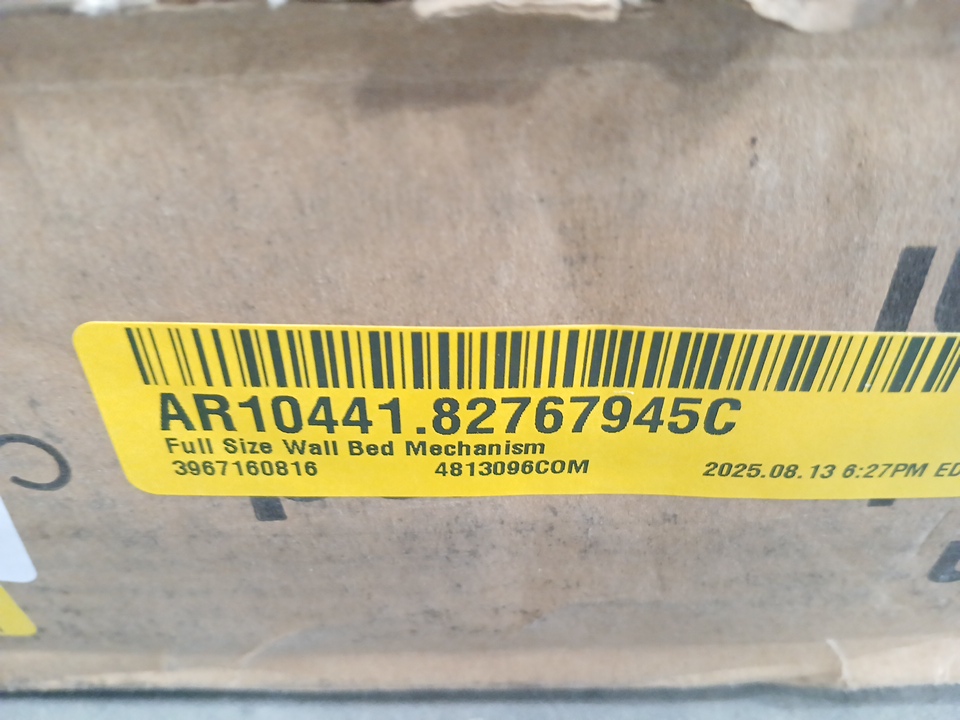 AR10441.82767945C
Full Size Wall Bed Mechanism
3967160816 4813096COM 2025.08.13 6:27PM